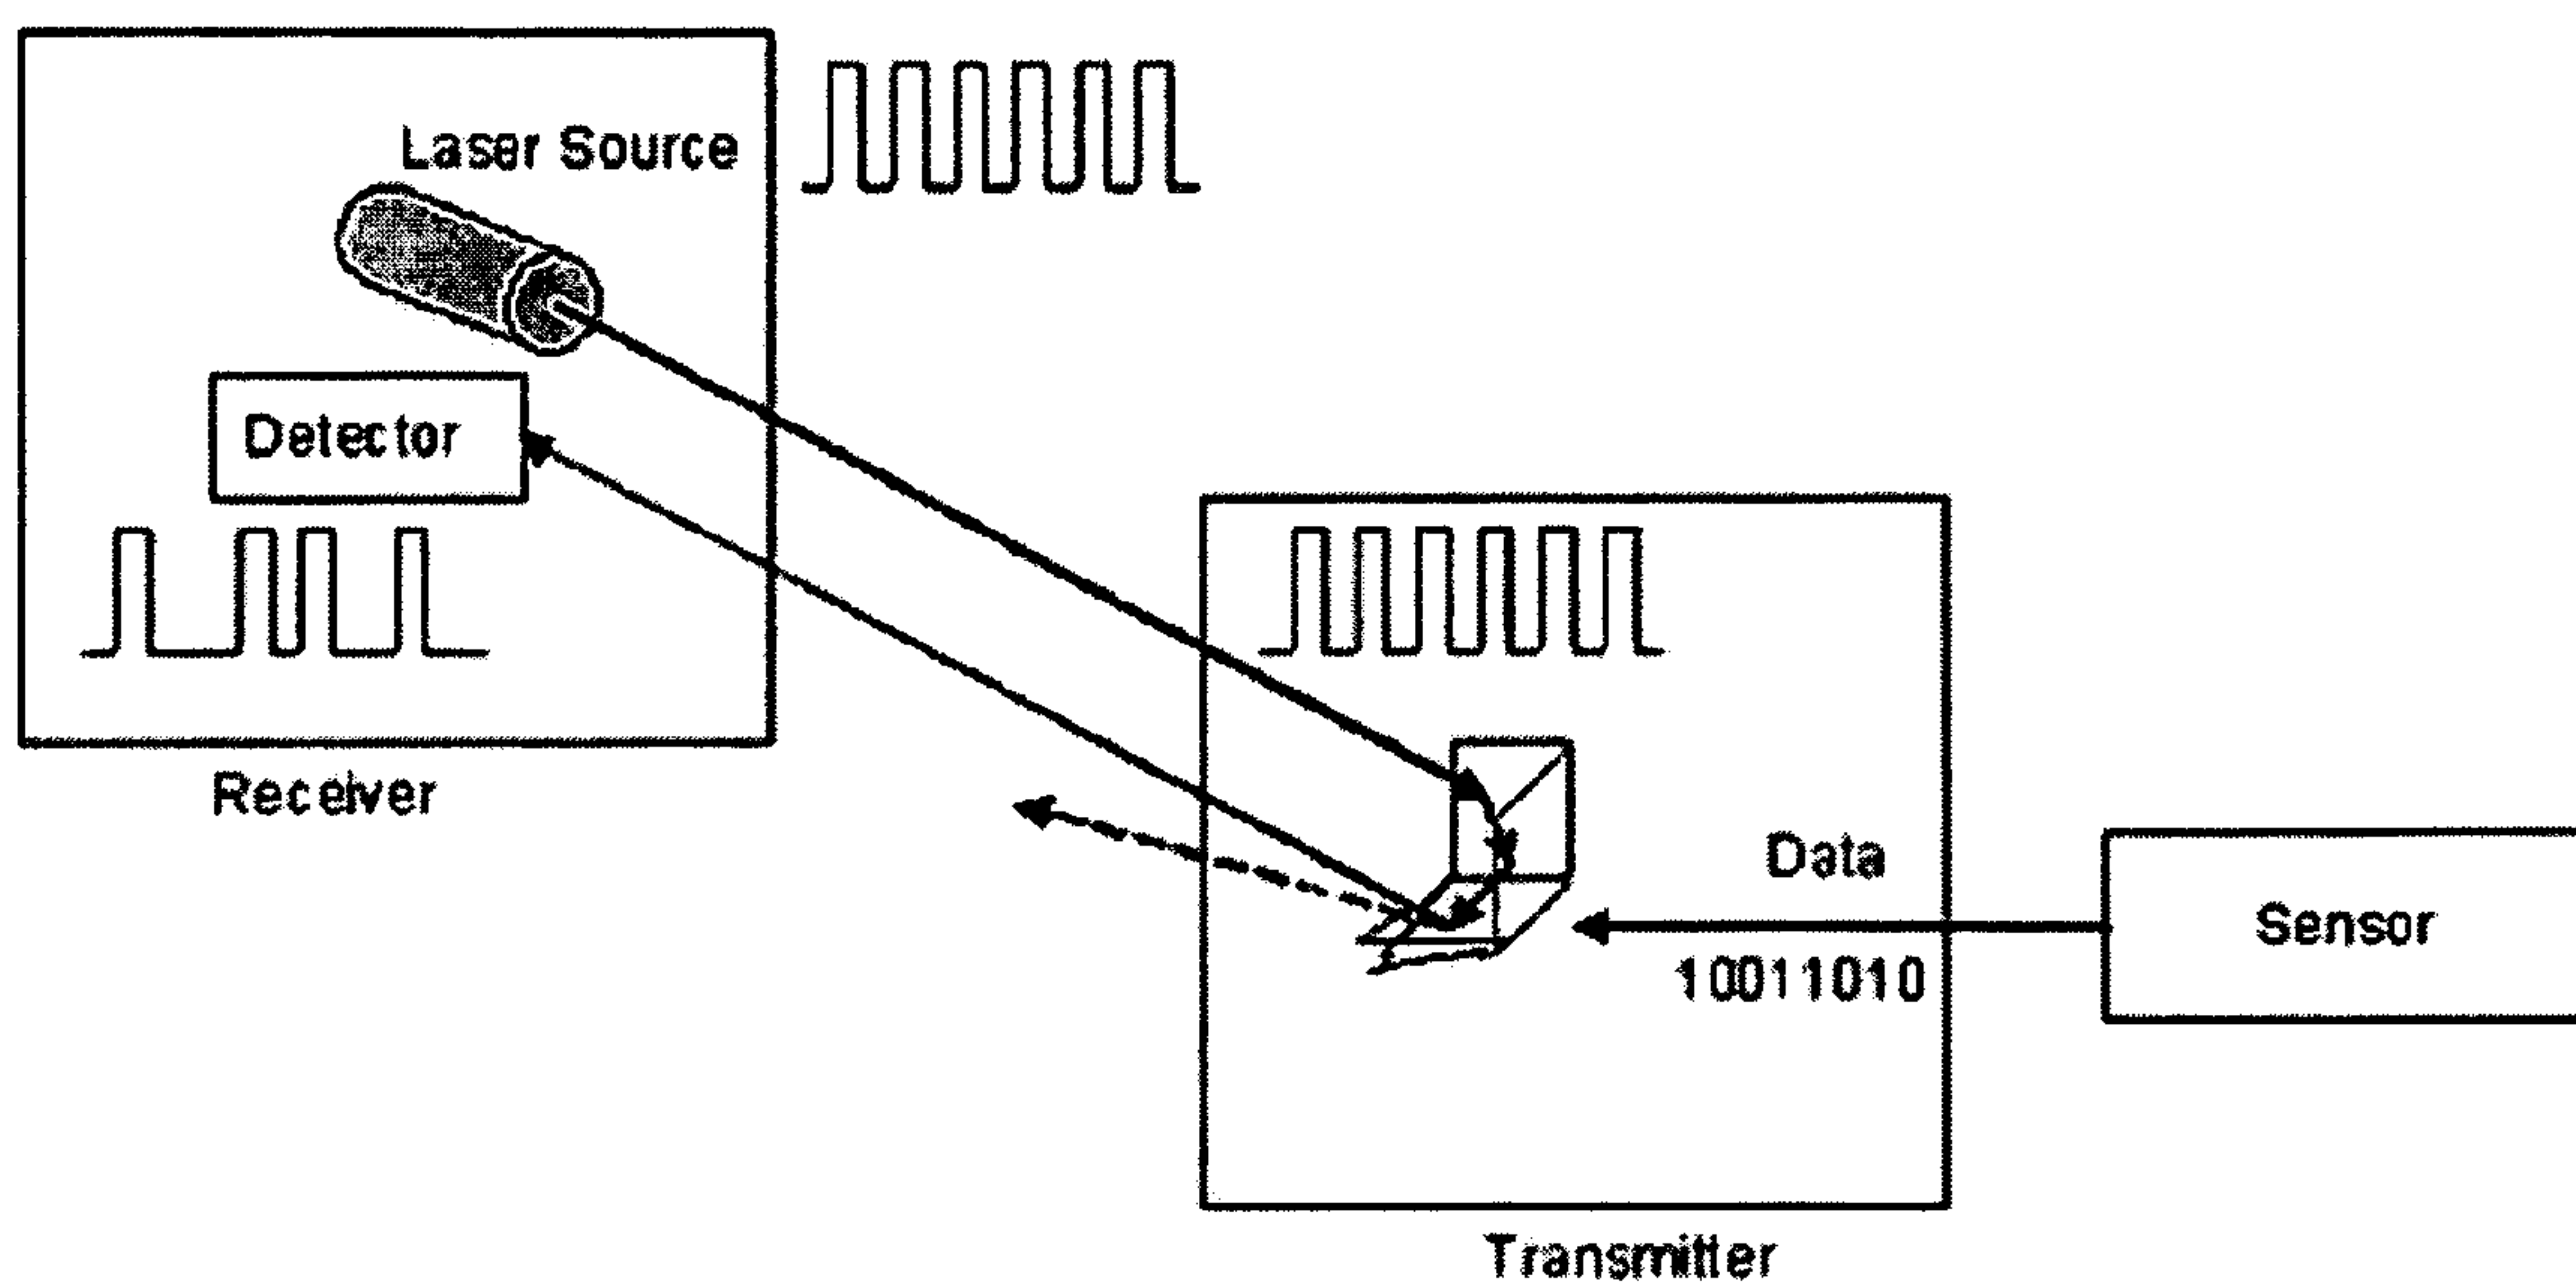 Laser Source
Detector
Receiver
Data
10011010
Sensor
Transmitter